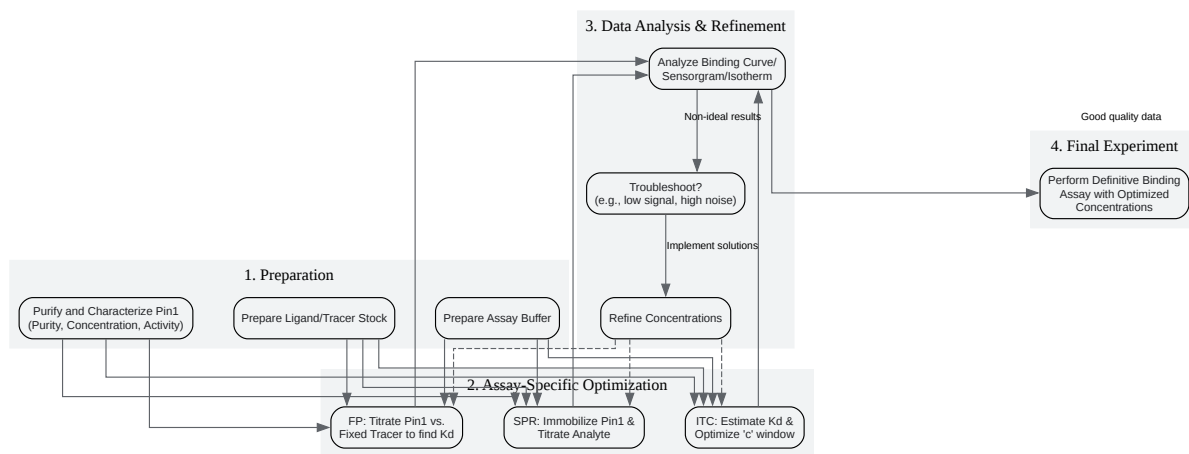 3. Data Analysis & Refinement
Analyze Binding Curve/
Sensorgram/Isotherm
Non-ideal results
Good quality data
4. Final Experiment
Troubleshoot?
(e.g., low signal, high noise)
Perform Definitive Binding
Assay with Optimized
Concentrations
Implement solutions
1. Preparation
Purify and Characterize Pin1
(Purity, Concentration, Activity)
Prepare Ligand/Tracer Stock
Prepare Assay Buffer
Refine Concentrations
2. Assay-Specific Optimization
FP: Titrate Pin1 vs.
Fixed Tracer to find Kd
SPR: Immobilize Pin1 &
Titrate Analyte
ITC: Estimate Kd &
Optimize 'c' window